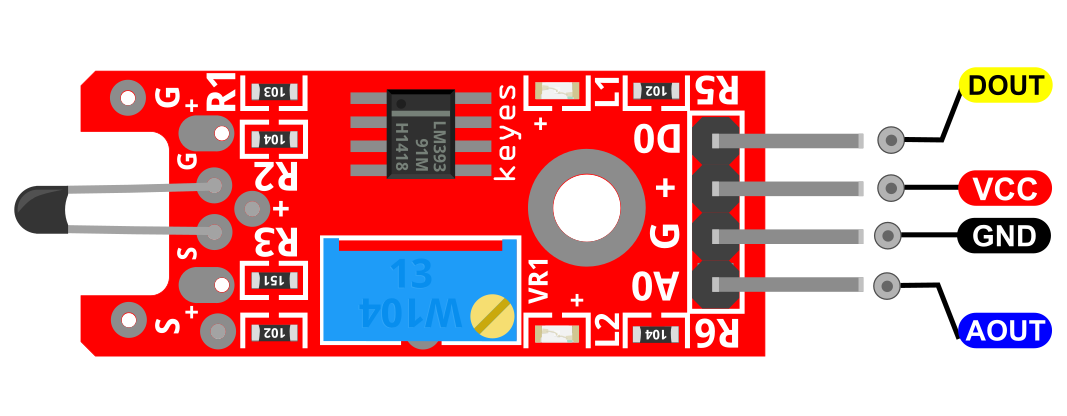 G
+
R1
103
G
104
R2
+
S
R3
151
+
S
102
LM393
91M
H1418
keyes
L1
102
R5
+
D0
+
G
A0
13
W104
VR1
+
L2
104
R6
DOUT
VCC
GND
AOUT